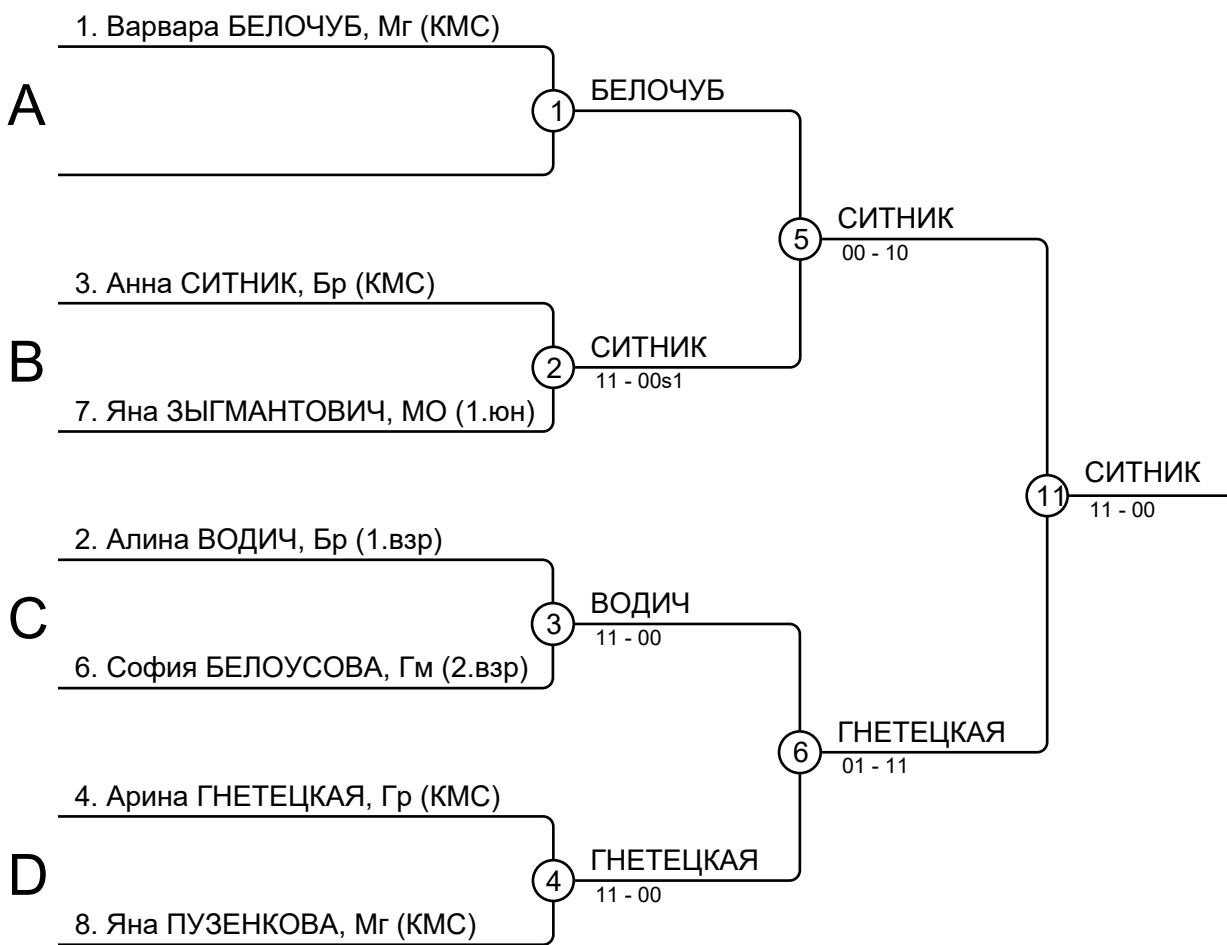 1. Варвара БЕЛОЧУБ, Мг (КМС)
A
1
БЕЛОЧУБ
5
СИТНИК
00 - 10
3. Анна СИТНИК, Бр (КМС)
B
2
СИТНИК
11 - 00s1
7. Яна ЗЫГМАНТОВИЧ, МО (1.юн)
11
СИТНИК
11 - 00
2. Алина ВОДИЧ, Бр (1.взр)
C
3
ВОДИЧ
11 - 00
6. София БЕЛОУСОВА, Гм (2.взр)
6
ГНЕТЕЦКАЯ
01 - 11
4. Арина ГНЕТЕЦКАЯ, Гр (КМС)
D
4
ГНЕТЕЦКАЯ
11 - 00
8. Яна ПУЗЕНКОВА, Мг (КМС)